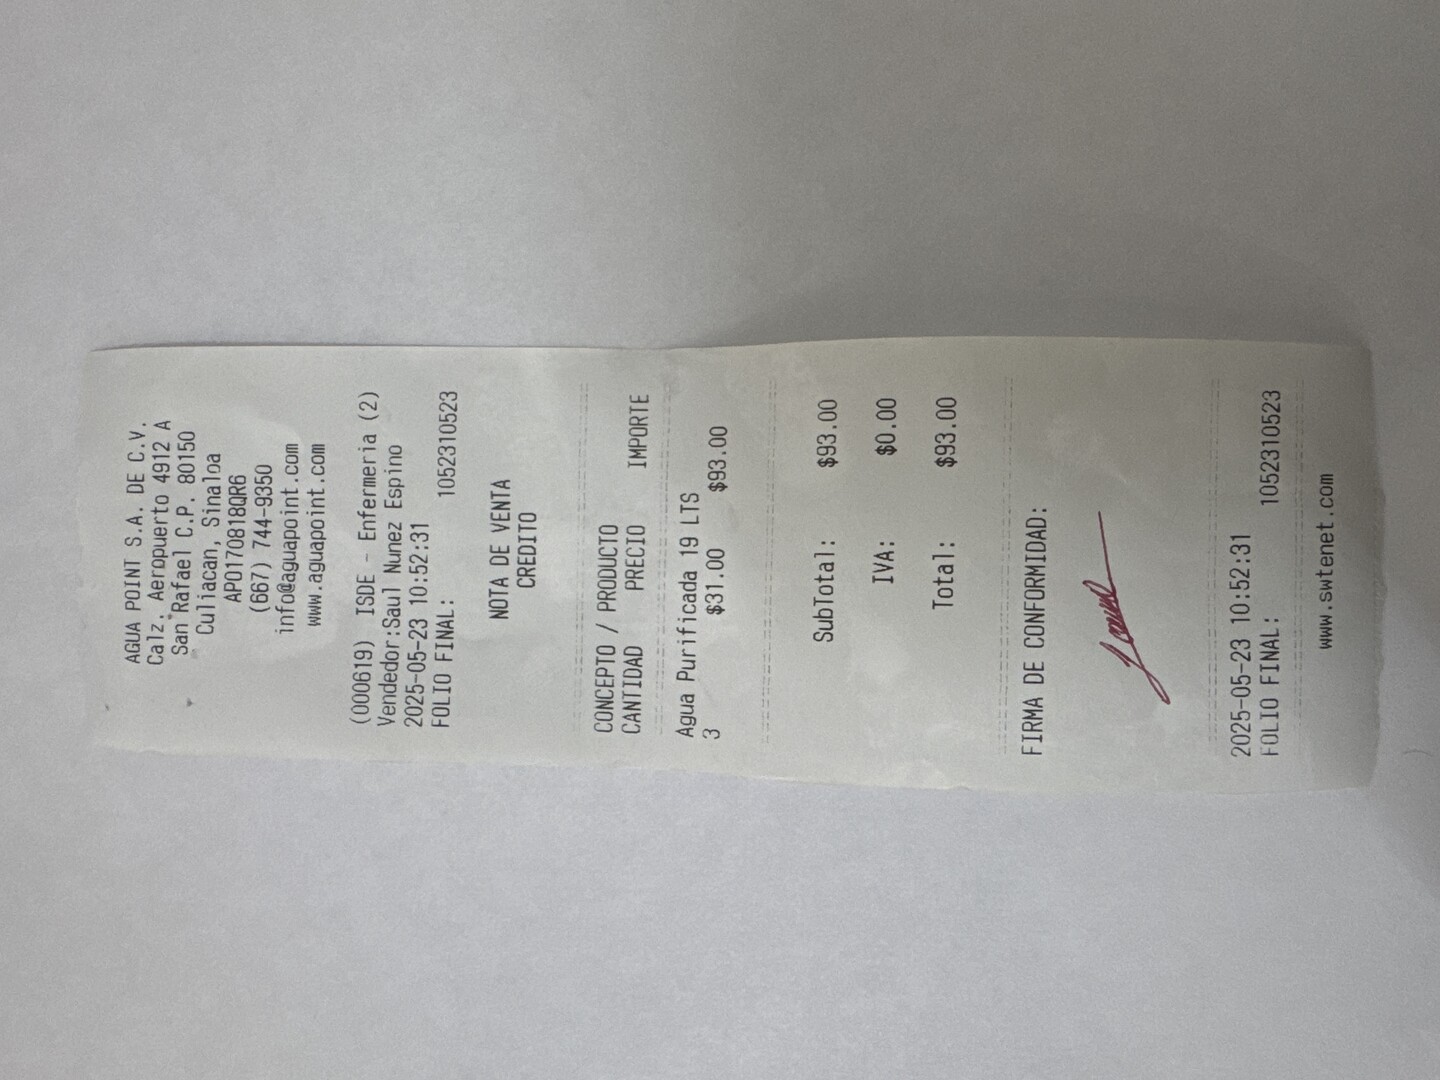 AGUA POINT S.A. DE C.V.
Calz. Aeropuerto 4912 A
San Rafael C.P. 80150
Culiacan, Sinaloa
APO170818QR6
(667) 744-9350
info@aguapoint.com
www.aguapoint.com
(000619) ISDE - Enfermeria (2)
Vendedor:Saul Nunez Espino
2025-05-23 10:52:31
FOLIO FINAL: 1052310523
NOTA DE VENTA
CREDITO
CONCEPTO / PRODUCTO
CANTIDAD PRECIO IMPORTE
Agua Purificada 19 LTS
3 $31.00 $93.00
SubTotal: $93.00
IVA: $0.00
Total: $93.00
FIRMA DE CONFORMIDAD:
2025-05-23 10:52:31
FOLIO FINAL: 1052310523
www.swtenet.com